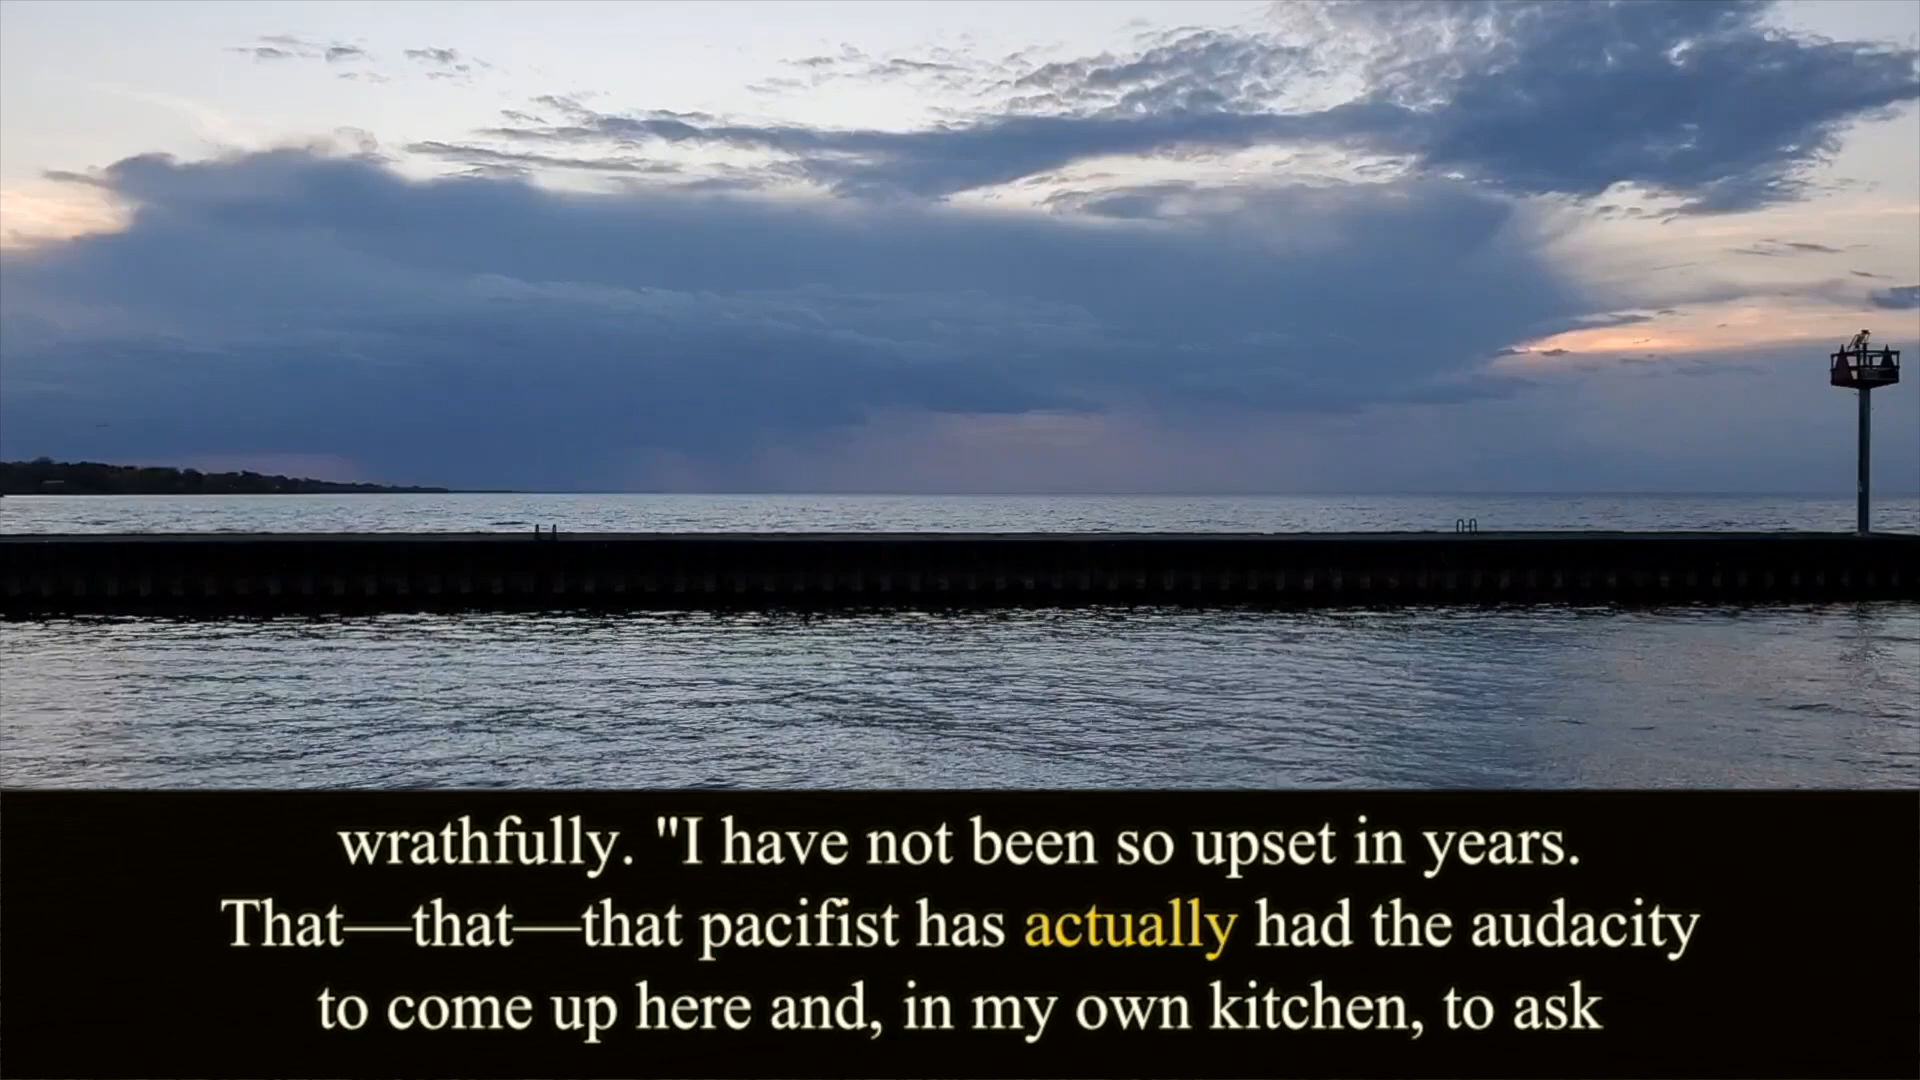 wrathfully. "I have not been so upset in years.
That—that—that pacifist has actually had the audacity
to come up here and, in my own kitchen, to ask